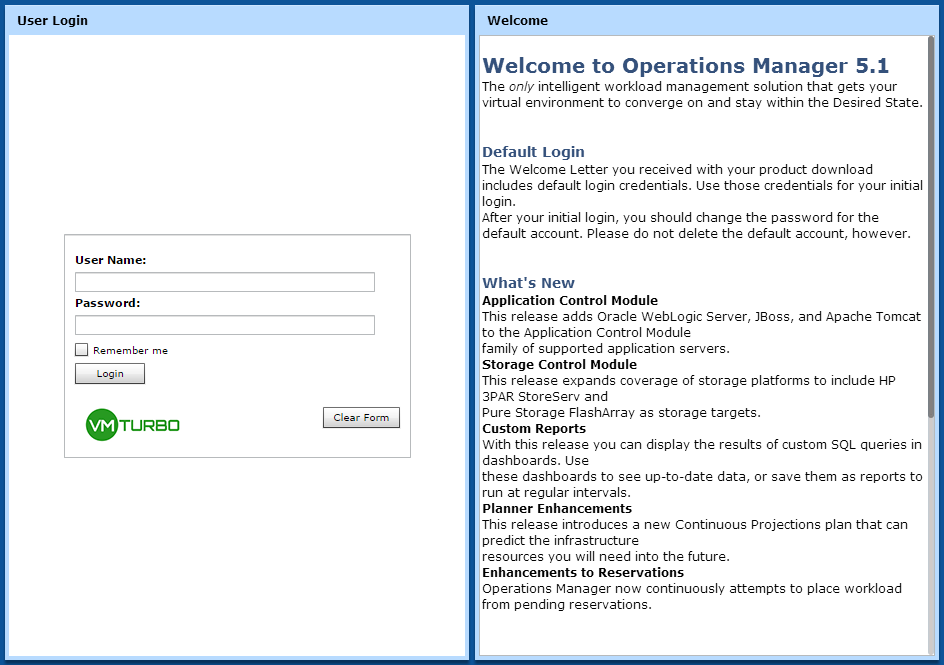 User Login
User Name:
Password:
Remember me
Login
VMTURBO
Clear Form
Welcome
Welcome to Operations Manager 5.1
The only intelligent workload management solution that gets your
virtual environment to converge on and stay within the Desired State.
Default Login
The Welcome Letter you received with your product download
includes default login credentials. Use those credentials for your initial
login.
After your initial login, you should change the password for the
default account. Please do not delete the default account, however.
What's New
Application Control Module
This release adds Oracle WebLogic Server, JBoss, and Apache Tomcat
to the Application Control Module
family of supported application servers.
Storage Control Module
This release expands coverage of storage platforms to include HP
3PAR StoreServ and
Pure Storage FlashArray as storage targets.
Custom Reports
With this release you can display the results of custom SQL queries in
dashboards. Use
these dashboards to see up-to-date data, or save them as reports to
run at regular intervals.
Planner Enhancements
This release introduces a new Continuous Projections plan that can
predict the infrastructure
resources you will need into the future.
Enhancements to Reservations
Operations Manager now continuously attempts to place workload
from pending reservations.